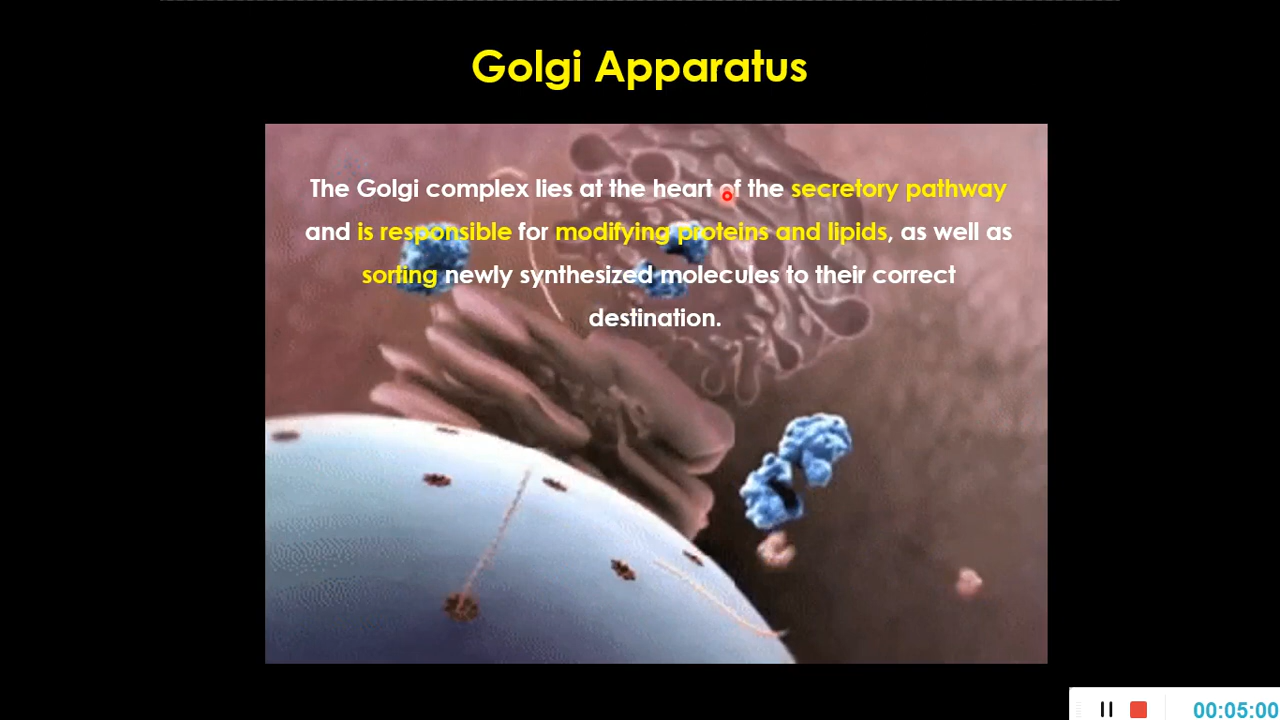 Golgi Apparatus
The Golgi complex lies at the heart of the secretory pathway
and is responsible for modifying proteins and lipids, as well as
sorting newly synthesized molecules to their correct
destination.
00:05:00